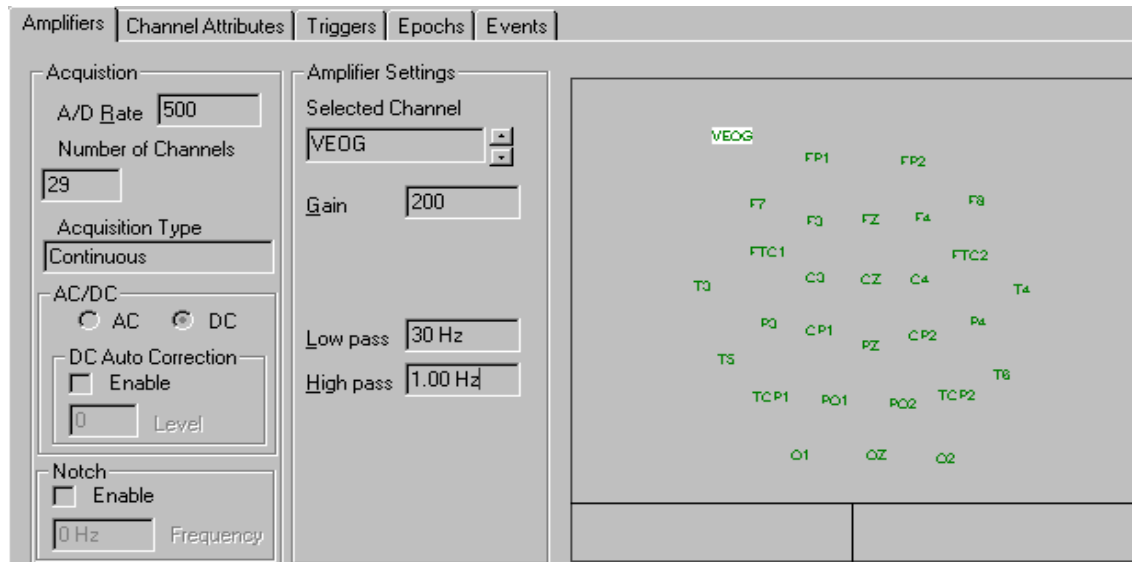 Amplifiers Channel Attributes Triggers Epochs Events
Acquistion
A/D Rate 500
Number of Channels
29
Acquisition Type
Continuous
AC/DC
AC DC
DC Auto Correction
Enable
0 Level
Notch
Enable
0 Hz Frequency
Amplifier Settings
Selected Channel
VEOG
Gain 200
Low pass 30 Hz
High pass 1.00 Hz
VEOG
FP1 FP2
F7 F3 FZ F4 F8
FTC1 FTC2
T3 C3 CZ C4 T4
P3 CP1 PZ CP2 P4
T5 T6
TCP1 PO1 PO2 TCP2
O1 OZ O2